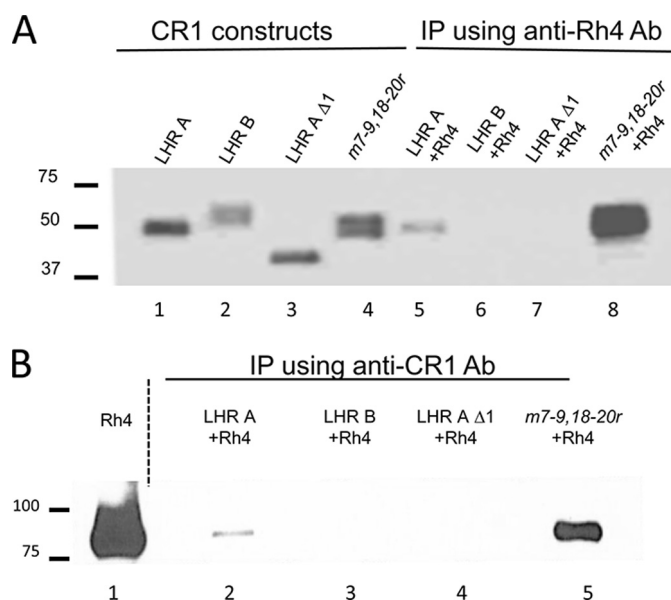 A
CR1 constructs IP using anti-Rh4 Ab
LHR A
LHR B
LHR A Δ1
m7-9,18-20r
LHR A
+Rh4
LHR B
+Rh4
LHR A Δ1
+Rh4
m7-9,18-20r
+Rh4
75
50
37
1 2 3 4 5 6 7 8
B
IP using anti-CR1 Ab
Rh4
LHR A
+Rh4
LHR B
+Rh4
LHR A Δ1
+Rh4
m7-9,18-20r
+Rh4
100
75
1 2 3 4 5